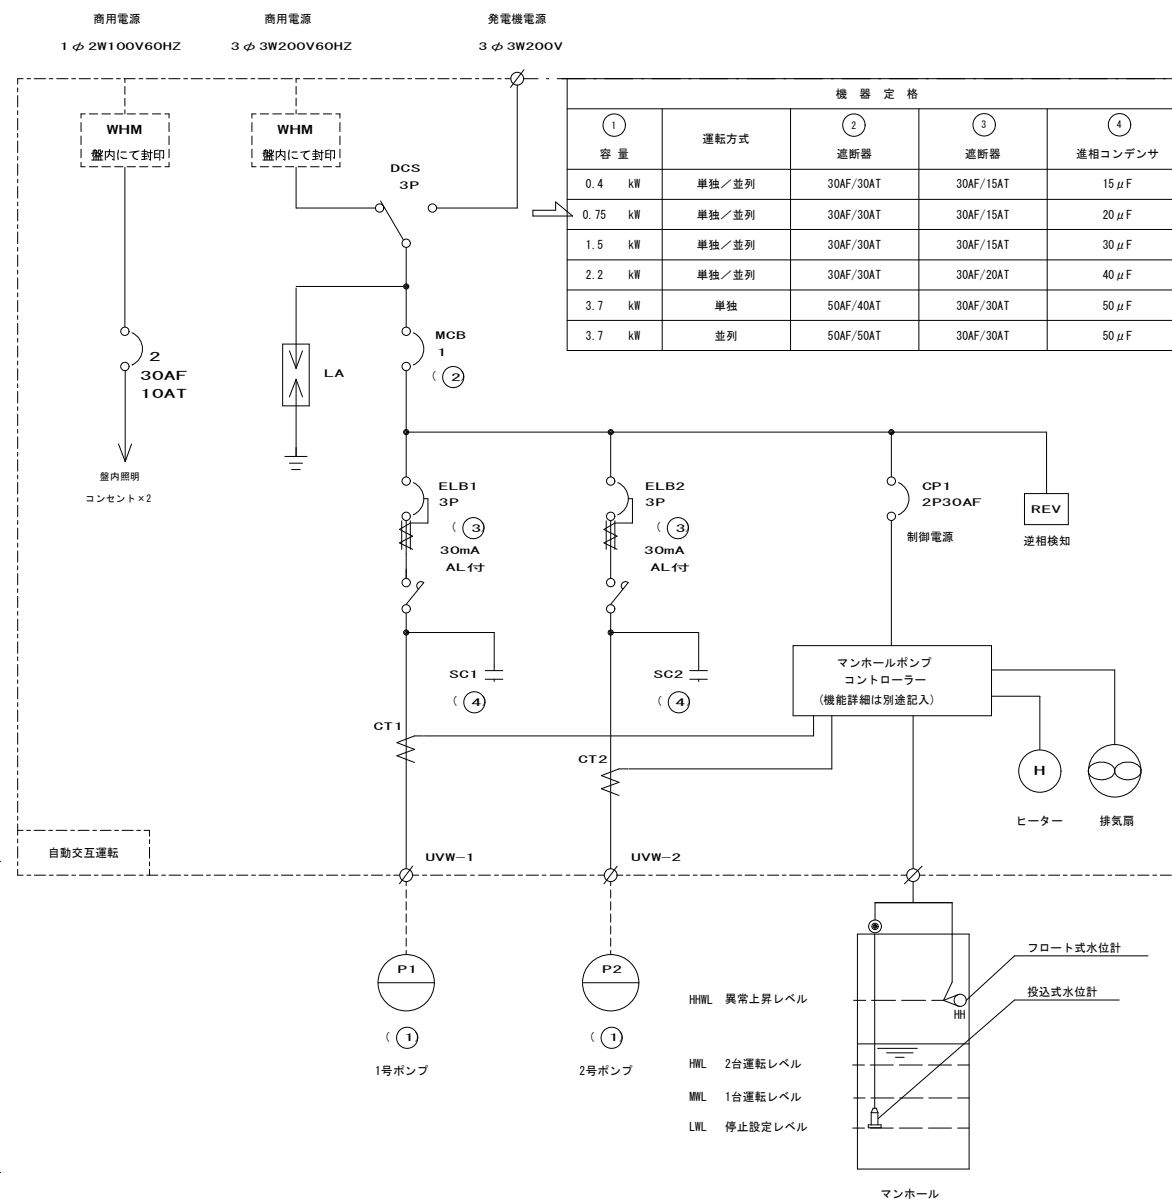 商用電源
1φ2W100V60HZ
商用電源
3φ3W200V60HZ
発電機電源
3φ3W200V
WHM
盤内にて封印
WHM
盤内にて封印
DCS
3P
機 器 定 格
① 運転方式 ② ③ ④
容 量 遮断器 遮断器 進相コンデンサ
0.4 kW 単独／並列 30AF/30AT 30AF/15AT 15μF
0.75 kW 単独／並列 30AF/30AT 30AF/15AT 20μF
1.5 kW 単独／並列 30AF/30AT 30AF/15AT 30μF
2.2 kW 単独／並列 30AF/30AT 30AF/20AT 40μF
3.7 kW 単独 50AF/40AT 30AF/30AT 50μF
3.7 kW 並列 50AF/50AT 30AF/30AT 50μF
2
30AF
10AT
盤内照明
コンセント×2
LA
MCB
1
(②)
ELB1
3P
(③)
30mA
AL付
ELB2
3P
(③)
30mA
AL付
CP1
2P30AF
制御電源
REV
逆相検知
SC1
(④)
SC2
(④)
マンホールポンプ
コントローラー
(機能詳細は別途記入)
CT1
CT2
H
ヒーター
排気扇
自動交互運転
UVW-1
UVW-2
P1
(①)
1号ポンプ
P2
(①)
2号ポンプ
フロート式水位計
投込式水位計
HHWL 異常上昇レベル
HH
HWL 2台運転レベル
MWL 1台運転レベル
LWL 停止設定レベル
マンホール